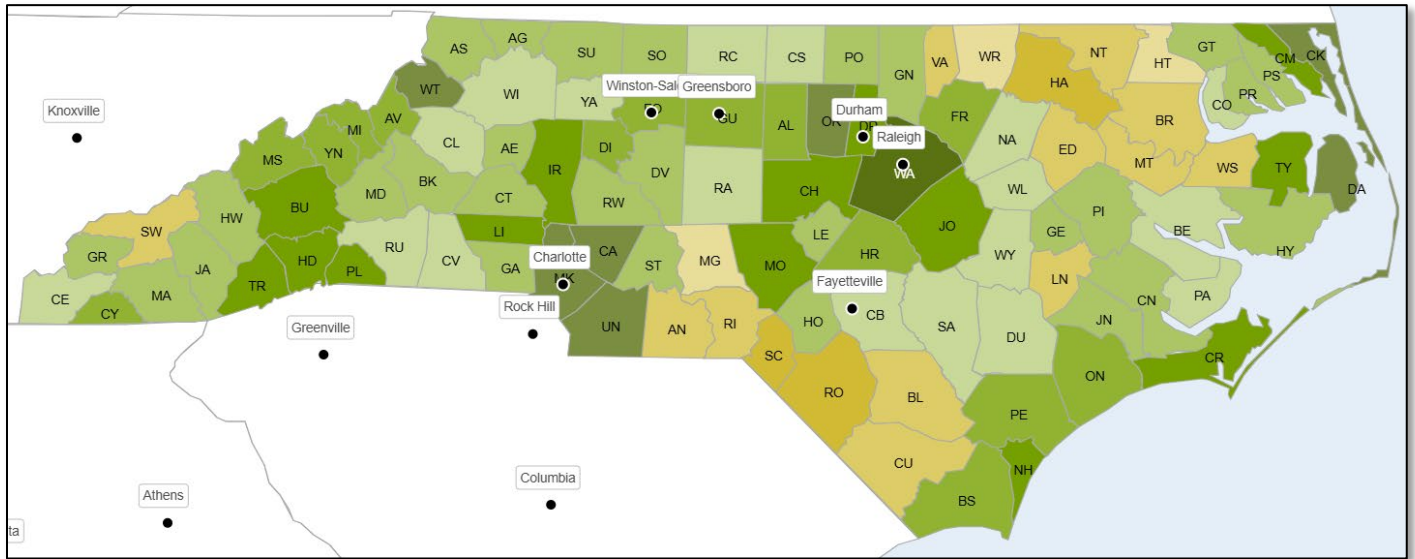 AS
AG
SU
SO
RC
CS
PO
GN
VA
WR
NT
HT
GT
CM
CK
PS
PR
CO
HA
WT
WI
YA
Winston-Sale
Greensboro
Durham
Knoxville
AV
MI
YN
MS
CL
AE
IR
DI
GU
AL
FR
NA
ED
BR
MT
WS
TY
DA
Raleigh
WA
DV
RA
CH
WL
PI
BE
HY
BK
MD
BU
HW
SW
CT
RW
LE
JO
GE
LI
GR
JA
HD
PL
RU
CV
GA
CA
Charlotte
ST
MG
MO
HR
WY
LN
CN
PA
CE
CY
MA
TR
Rock Hill
Fayetteville
Greenville
UN
AN
RI
SC
HO
CB
SA
DU
JN
ON
CR
RO
BL
PE
CU
BS
NH
Columbia
Athens
ta